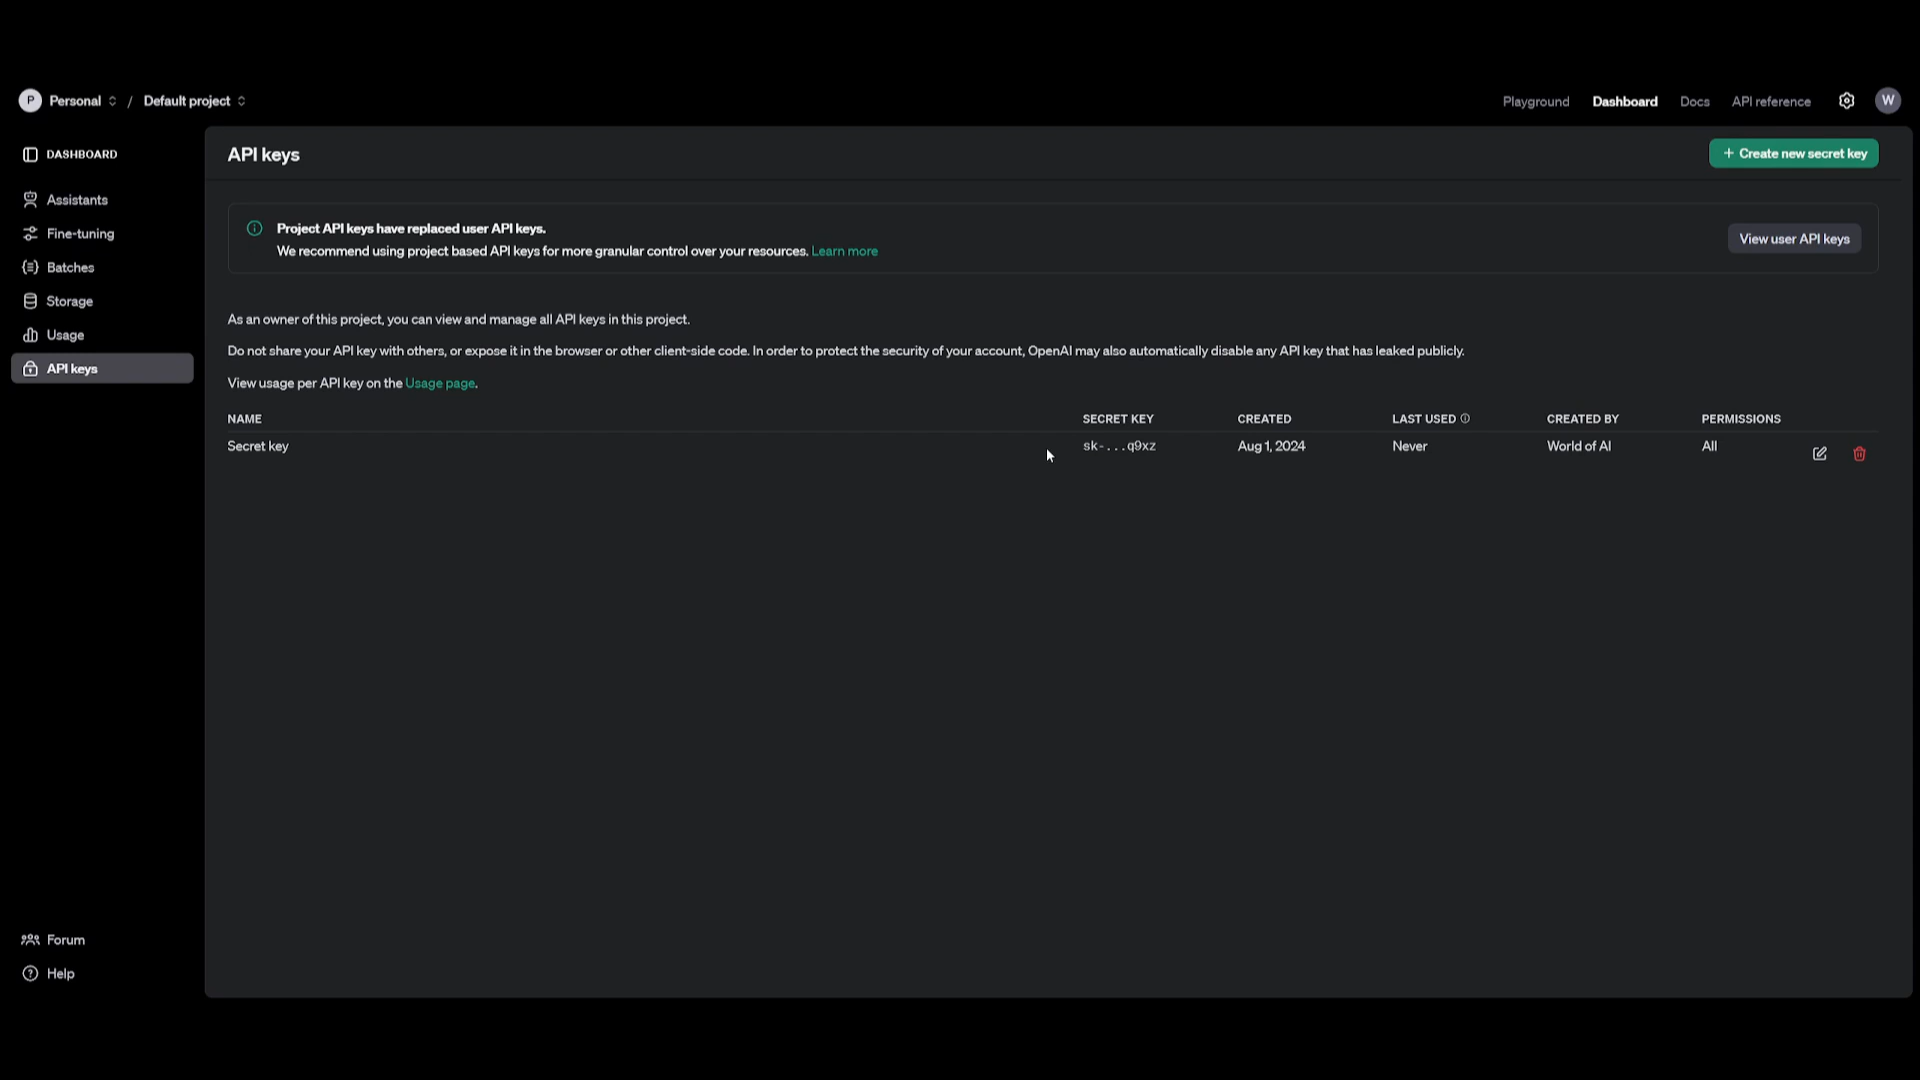 P Personal / Default project
Playground Dashboard Docs API reference W
DASHBOARD
Assistants
Fine-tuning
Batches
Storage
Usage
API keys
Forum
Help
API keys
+ Create new secret key
Project API keys have replaced user API keys.
We recommend using project based API keys for more granular control over your resources. Learn more
View user API keys
As an owner of this project, you can view and manage all API keys in this project.
Do not share your API key with others, or expose it in the browser or other client-side code. In order to protect the security of your account, OpenAI may also automatically disable any API key that has leaked publicly.
View usage per API key on the Usage page.
NAME SECRET KEY CREATED LAST USED CREATED BY PERMISSIONS
Secret key sk-...q9xz Aug 1, 2024 Never World of AI All